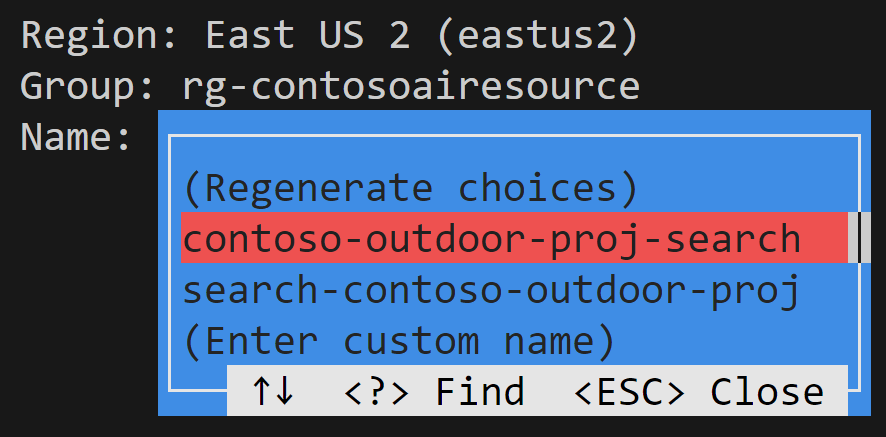 Region: East US 2 (eastus2)
Group: rg-contosoairesource
Name:
(Regenerate choices)
contoso-outdoor-proj-search
search-contoso-outdoor-proj
(Enter custom name)
↑↓ <?> Find <ESC> Close